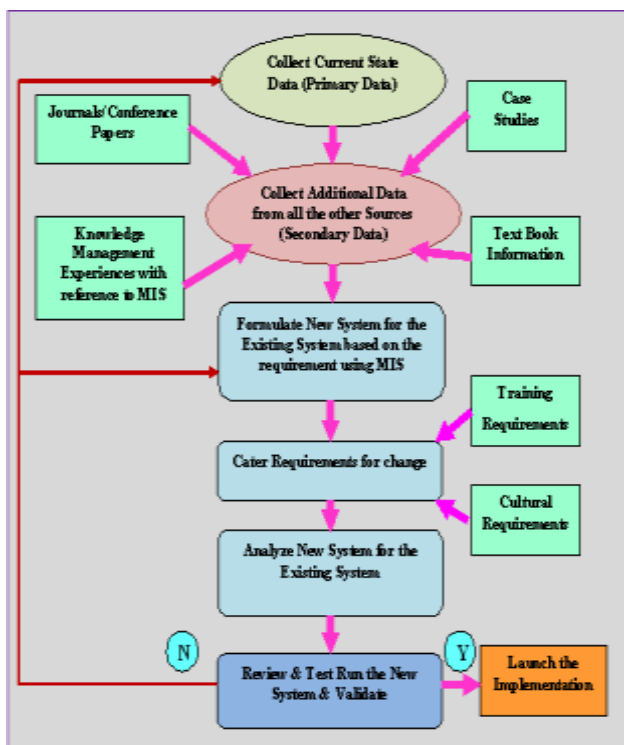 Collect Current State
Data (Primary Data)
Journals/Conference
Papers
Case
Studies
Collect Additional Data
from all the other Sources
(Secondary Data)
Knowledge
Management
Experiences with
reference to MIS
Text Book
Information
Formulate New System for the
Existing System based on the
requirement using MIS
Training
Requirements
Cater Requirements for change
Cultural
Requirements
Analyze New System for the
Existing System
N
Y
Review & Test Run the New
System & Validate
Launch the
Implementation